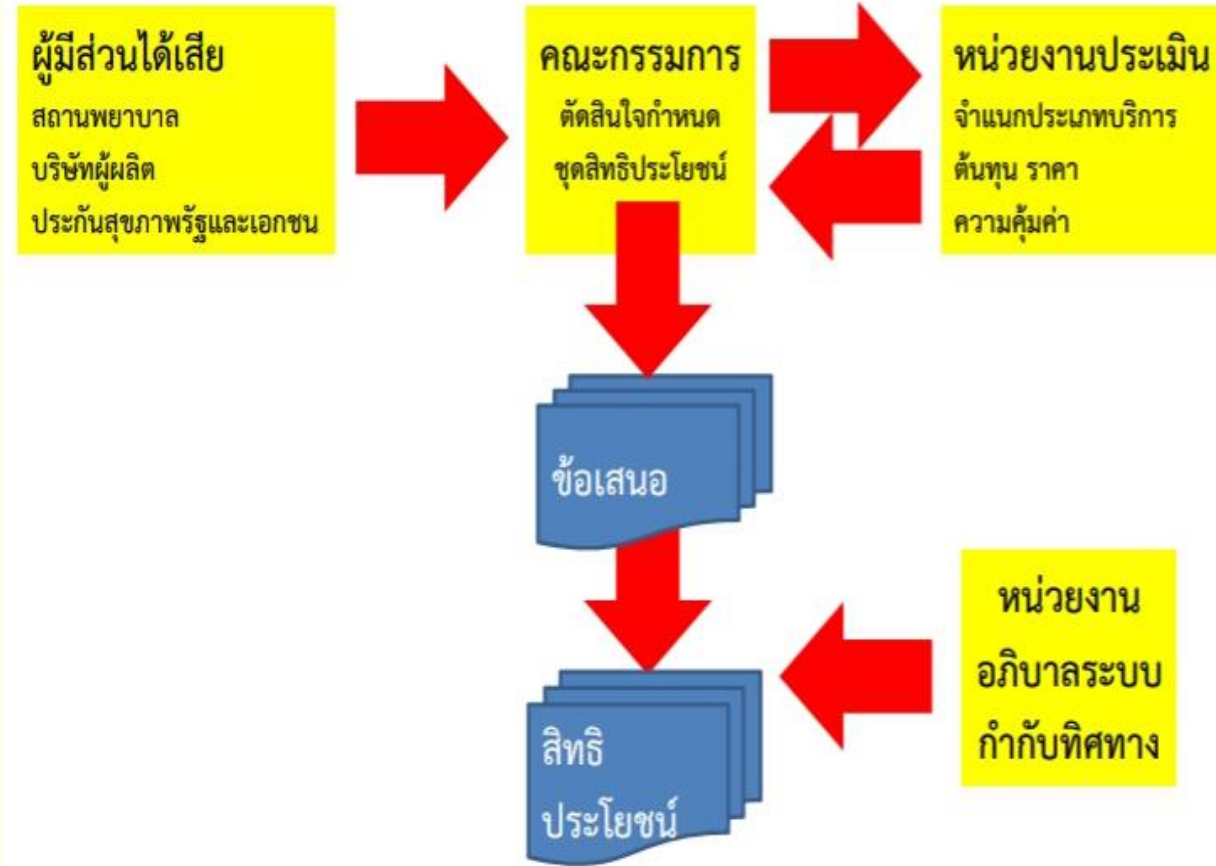 ผู้มีส่วนได้เสีย
สถานพยาบาล
บริษัทผู้ผลิต
ประกันสุขภาพรัฐและเอกชน
คณะกรรมการ
ตัดสินใจกำหนด
ชุดสิทธิประโยชน์
หน่วยงานประเมิน
จำแนกประเภทบริการ
ต้นทุน ราคา
ความคุ้มค่า
ข้อเสนอ
หน่วยงาน
อภิบาลระบบ
กำกับทิศทาง
สิทธิ
ประโยชน์